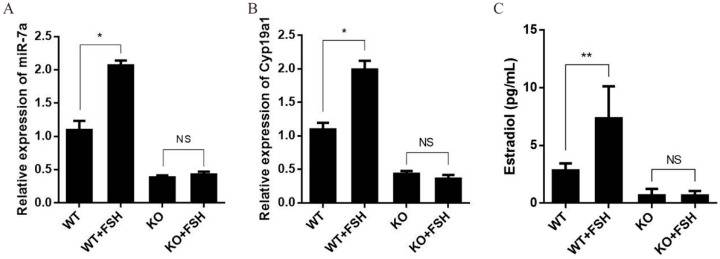 A
Relative expression of miR-7a
2.5
2.0
1.5
1.0
0.5
0.0
*
NS
WT
WT+FSH
KO
KO+FSH
B
Relative expression of Cyp19a1
2.5
2.0
1.5
1.0
0.5
0.0
*
NS
WT
WT+FSH
KO
KO+FSH
C
Estradiol (pg/mL)
15
10
5
0
**
NS
WT
WT+FSH
KO
KO+FSH